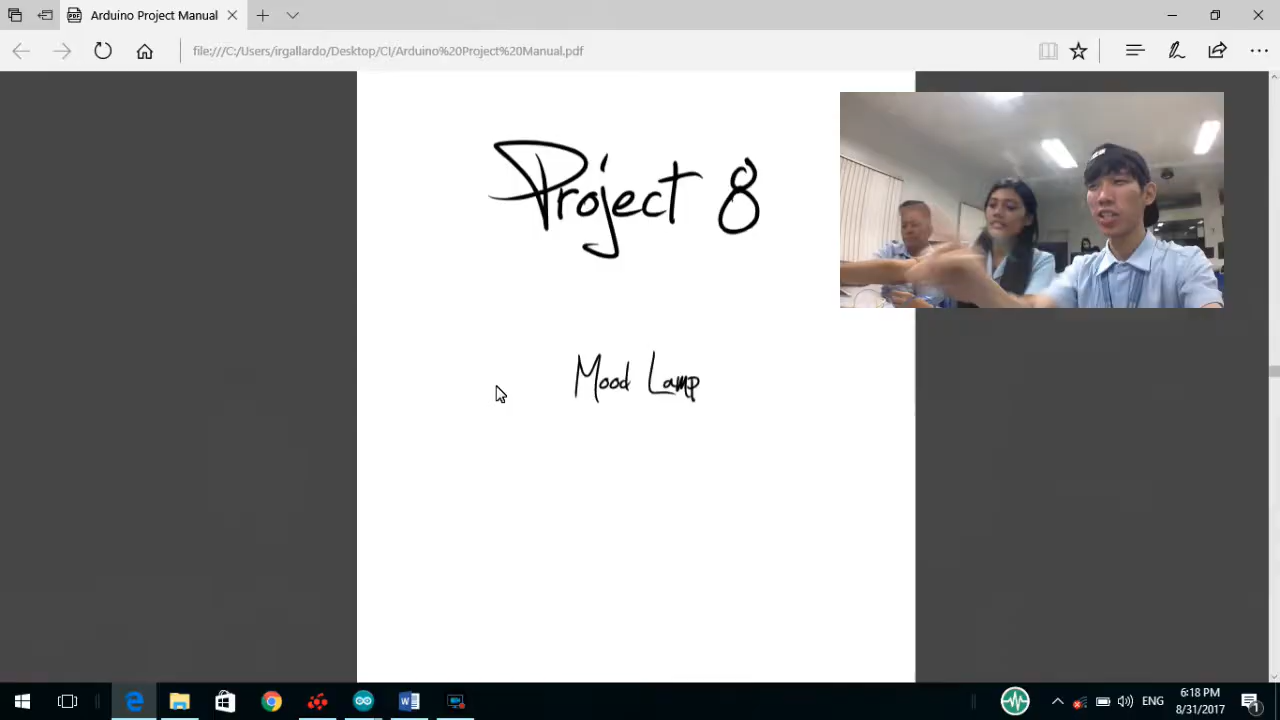 Arduino Project Manual
file:///C:/Users/irgallardo/Desktop/CI/Arduino%20Project%20Manual.pdf
Project 8
Mood Lamp
ENG
6:18 PM
8/31/2017